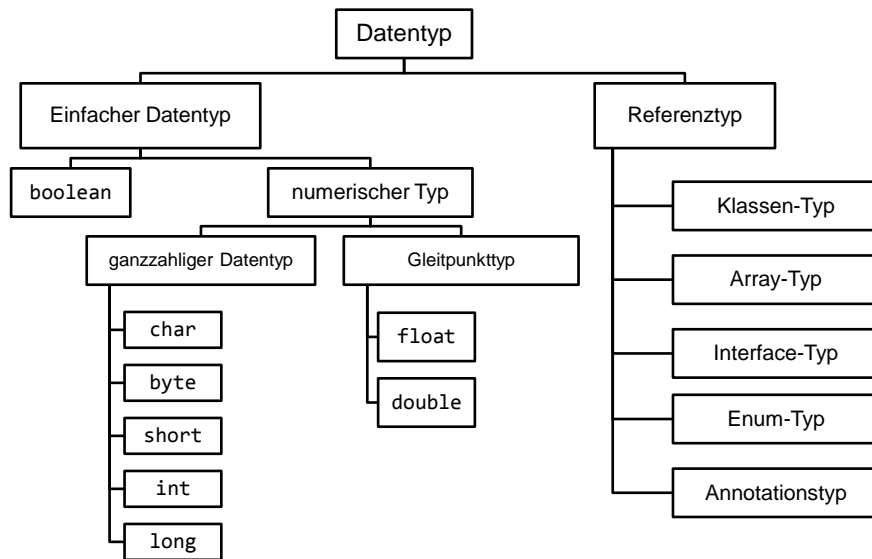 Datentyp
Einfacher Datentyp
Referenztyp
boolean
numerischer Typ
ganzzahliger Datentyp
Gleitpunkttyp
char
byte
short
int
long
float
double
Klassen-Typ
Array-Typ
Interface-Typ
Enum-Typ
Annotationstyp